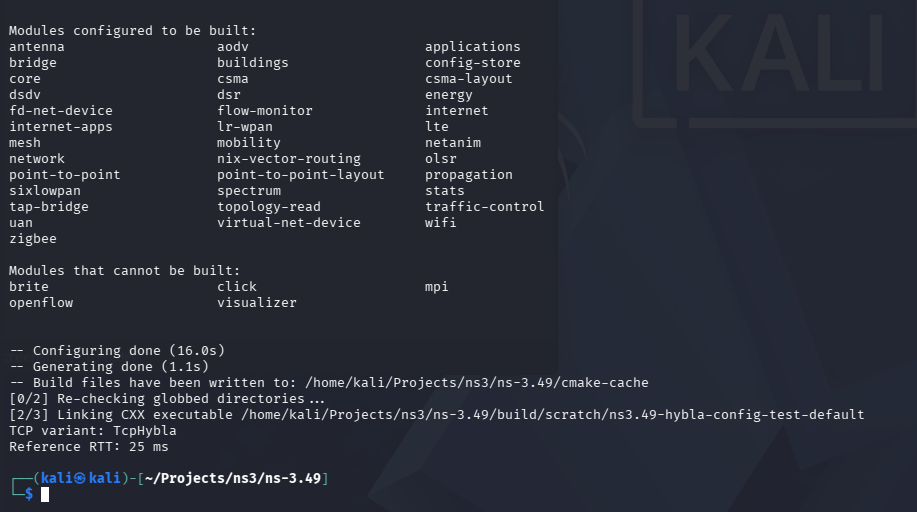 KALI
Modules configured to be built:
antenna                   aodv                      applications
bridge                    buildings                 config-store
core                      csma                      csma-layout
dsdv                      dsr                       energy
fd-net-device             flow-monitor              internet
internet-apps             lr-wpan                   lte
mesh                      mobility                  netanim
network                   nix-vector-routing        olsr
point-to-point            point-to-point-layout     propagation
sixlowpan                 spectrum                  stats
tap-bridge                topology-read             traffic-control
uan                       virtual-net-device        wifi
zigbee
Modules that cannot be built:
brite                     click                     mpi
openflow                  visualizer
-- Configuring done (16.0s)
-- Generating done (1.1s)
-- Build files have been written to: /home/kali/Projects/ns3/ns-3.49/cmake-cache
[0/2] Re-checking globbed directories...
[2/3] Linking CXX executable /home/kali/Projects/ns3/ns-3.49/build/scratch/ns3.49-hybla-config-test-default
TCP variant: TcpHybla
Reference RTT: 25 ms
┌──(kali㉿kali)-[~/Projects/ns3/ns-3.49]
└─$